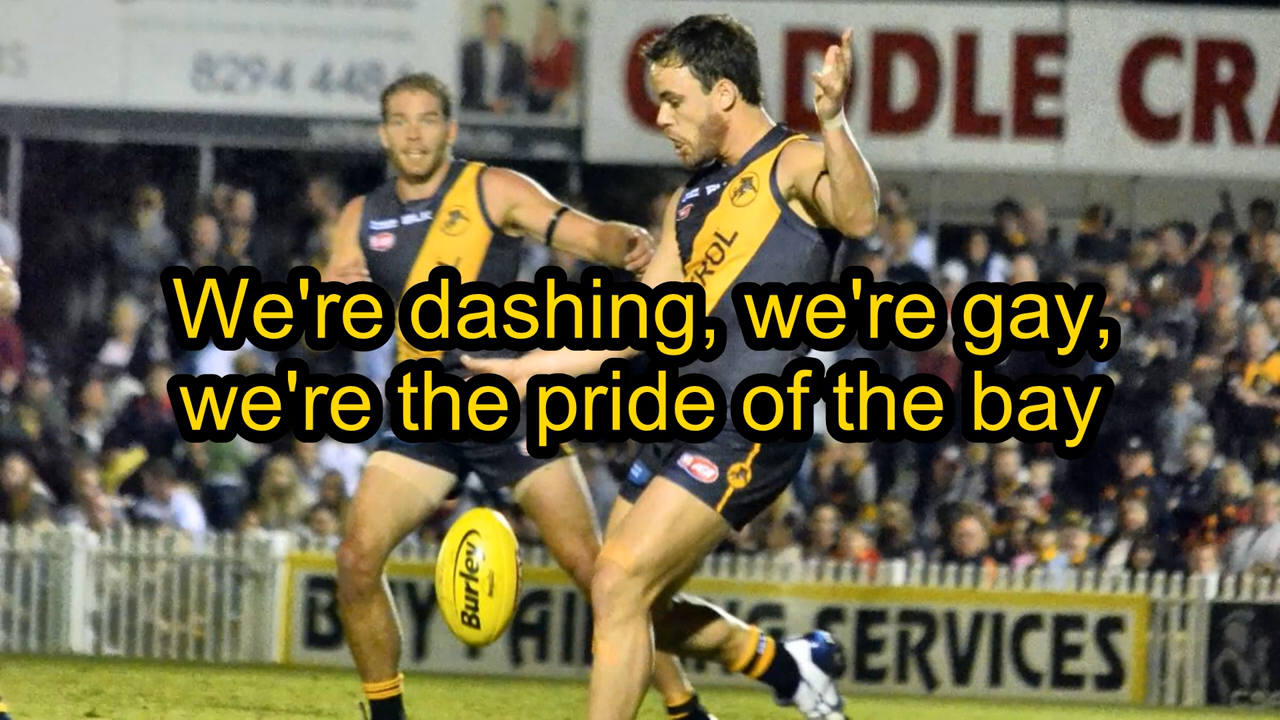 8294 448
DDLE CRA
ROL
We're dashing, we're gay,
we're the pride of the bay
Burley
SERVICES